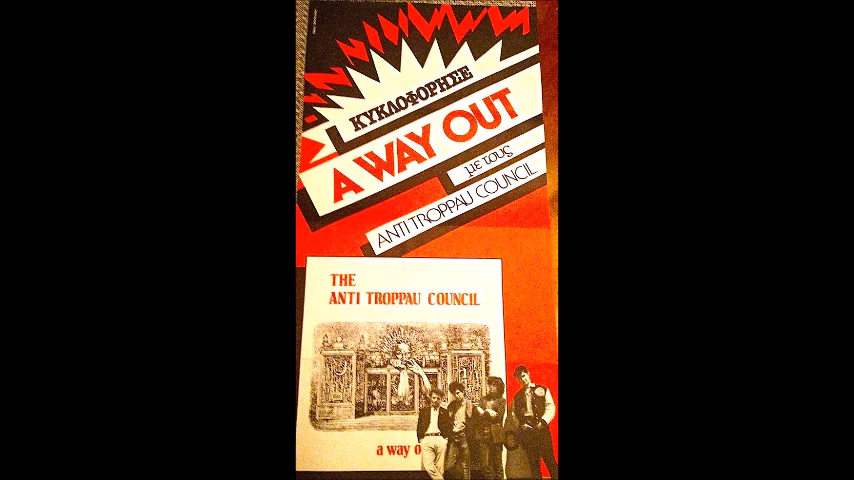 ΚΥΚΛΟΦΟΡΗΣΕ
A WAY OUT
με τους
ANTI TROPPAU COUNCIL
THE
ANTI TROPPAU COUNCIL
a way o